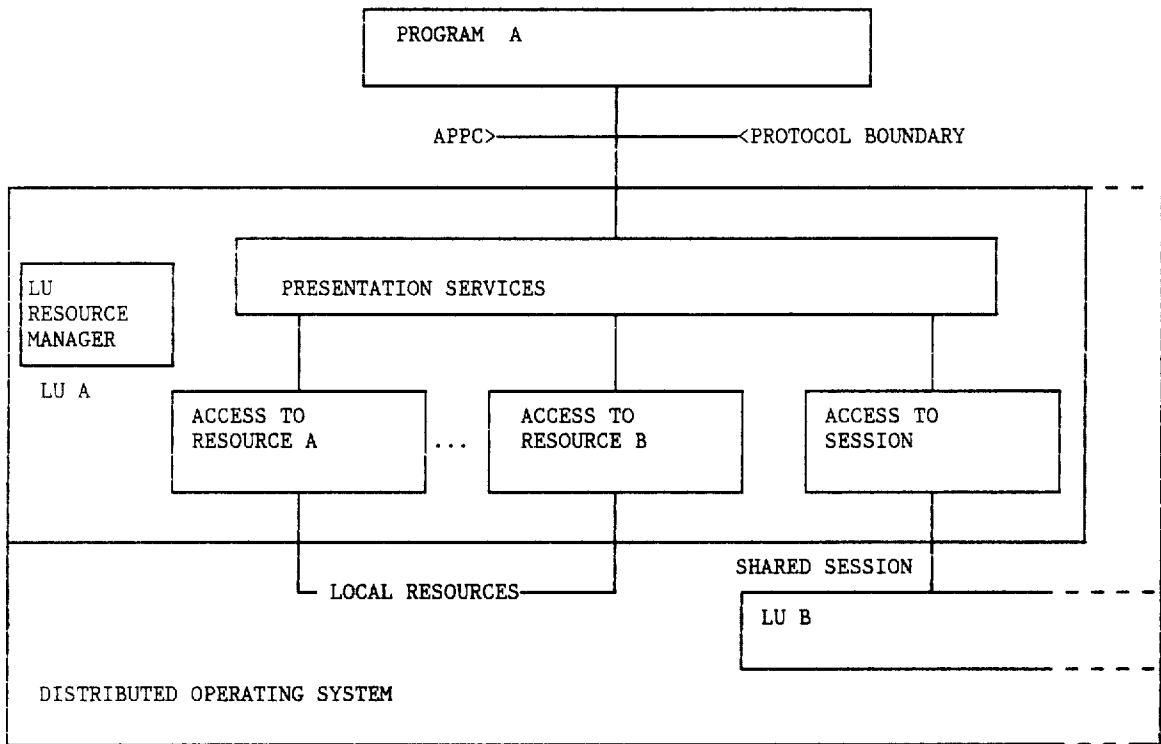 PROGRAM A
APPC> <PROTOCOL BOUNDARY
PRESENTATION SERVICES
LU
RESOURCE
MANAGER
LU A
ACCESS TO
RESOURCE A
...
ACCESS TO
RESOURCE B
ACCESS TO
SESSION
SHARED SESSION
LOCAL RESOURCES
LU B
DISTRIBUTED OPERATING SYSTEM